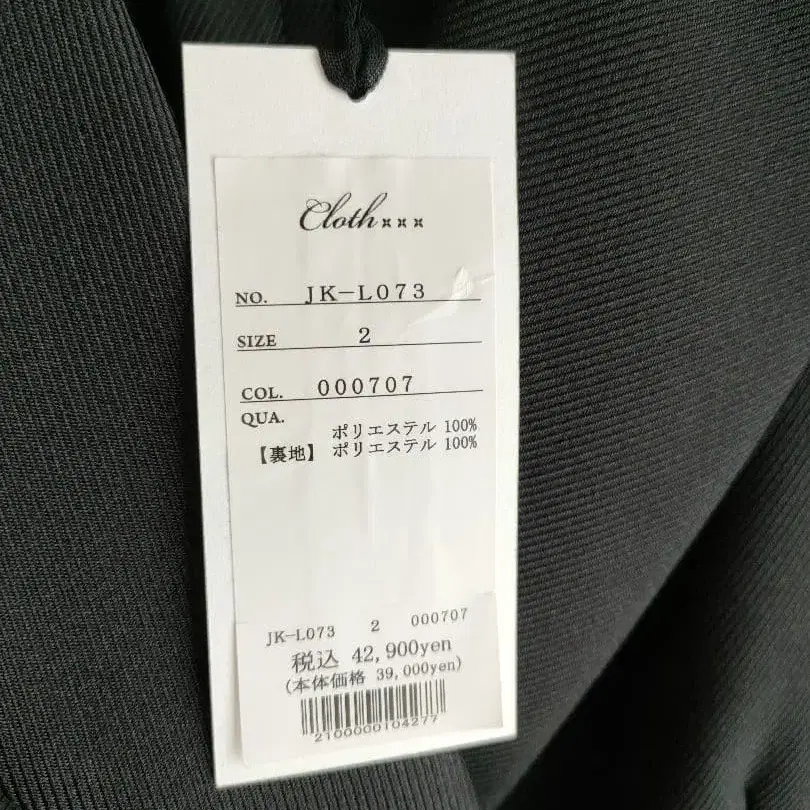 Cloth×××
NO. JK-L073
SIZE 2
COL. 000707
QUA.
ポリエステル 100%
【裏地】 ポリエステル 100%
JK-L073 2 000707
税込 42,900yen
(本体価格 39,000yen)
2100000104277